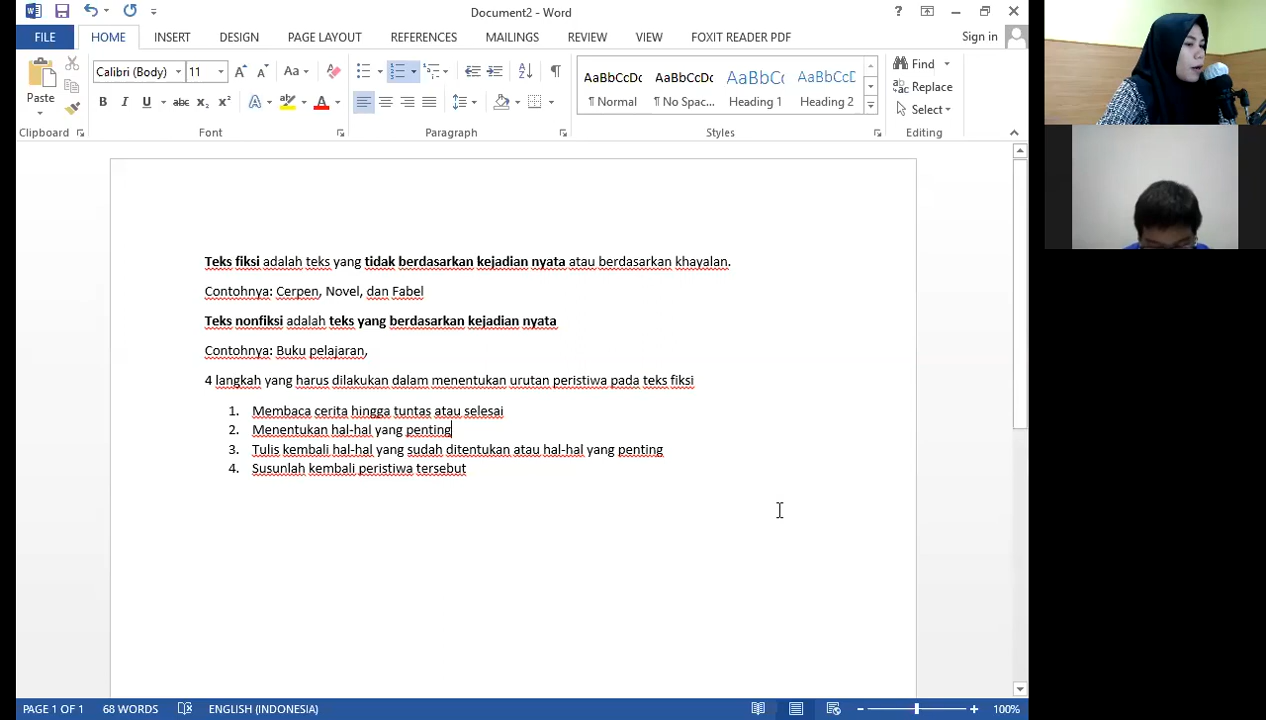 Document2 - Word
Sign in
FILE HOME INSERT DESIGN PAGE LAYOUT REFERENCES MAILINGS REVIEW VIEW FOXIT READER PDF
Paste
Calibri (Body) 11
AaBbCcDc AaBbCcDc AaBbC( AaBbCcD
¶ Normal ¶ No Spac... Heading 1 Heading 2
Find
Replace
Select
Clipboard Font Paragraph Styles Editing
Teks fiksi adalah teks yang tidak berdasarkan kejadian nyata atau berdasarkan khayalan.
Contohnya: Cerpen, Novel, dan Fabel
Teks nonfiksi adalah teks yang berdasarkan kejadian nyata
Contohnya: Buku pelajaran,
4 langkah yang harus dilakukan dalam menentukan urutan peristiwa pada teks fiksi
1. Membaca cerita hingga tuntas atau selesai
2. Menentukan hal-hal yang penting
3. Tulis kembali hal-hal yang sudah ditentukan atau hal-hal yang penting
4. Susunlah kembali peristiwa tersebut
PAGE 1 OF 1 68 WORDS ENGLISH (INDONESIA) 100%